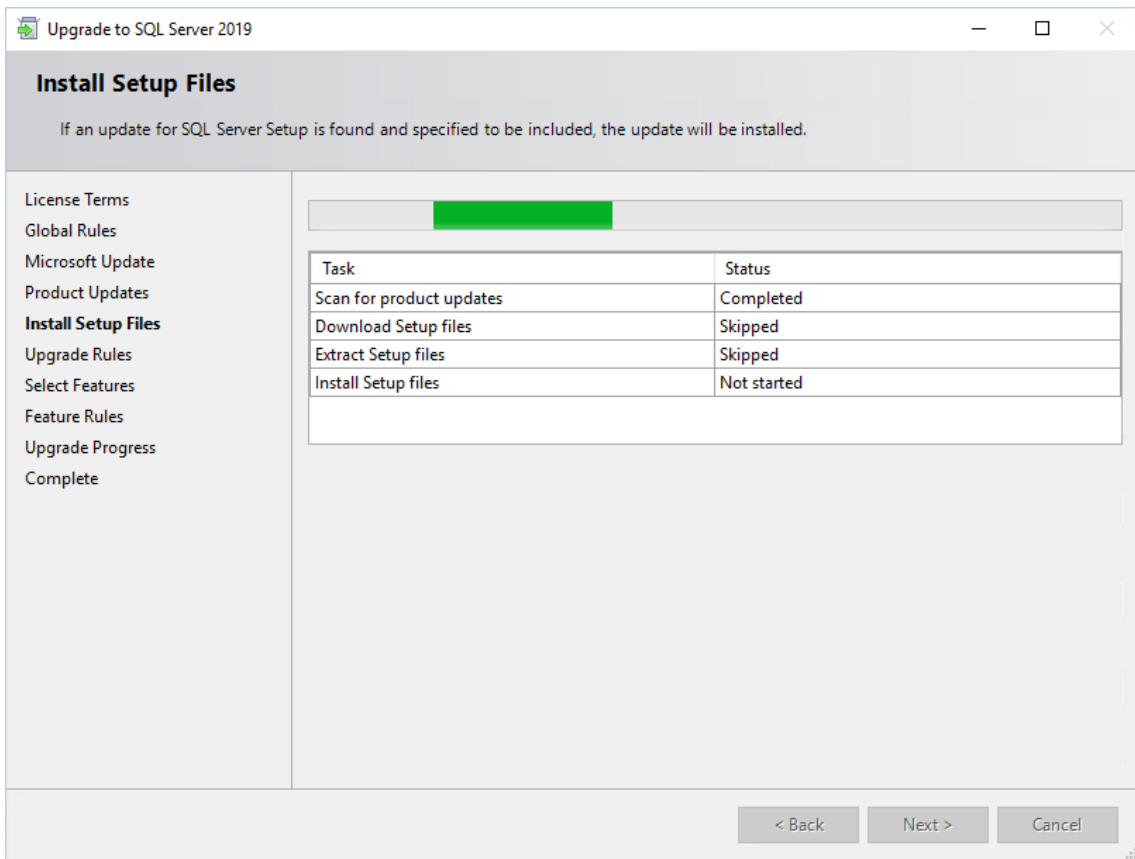 Upgrade to SQL Server 2019
Install Setup Files
If an update for SQL Server Setup is found and specified to be included, the update will be installed.
License Terms
Global Rules
Microsoft Update
Product Updates
Install Setup Files
Upgrade Rules
Select Features
Feature Rules
Upgrade Progress
Complete
Task Status
Scan for product updates Completed
Download Setup files Skipped
Extract Setup files Skipped
Install Setup files Not started
< Back Next > Cancel